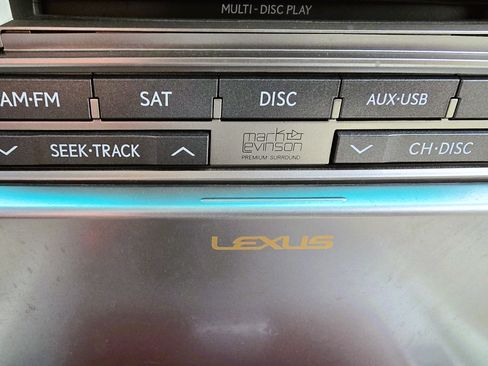 MULTI-DISC PLAY
AM·FM SAT DISC AUX·USB
SEEK·TRACK mark levinson CH·DISC
PREMIUM SURROUND
LEXUS